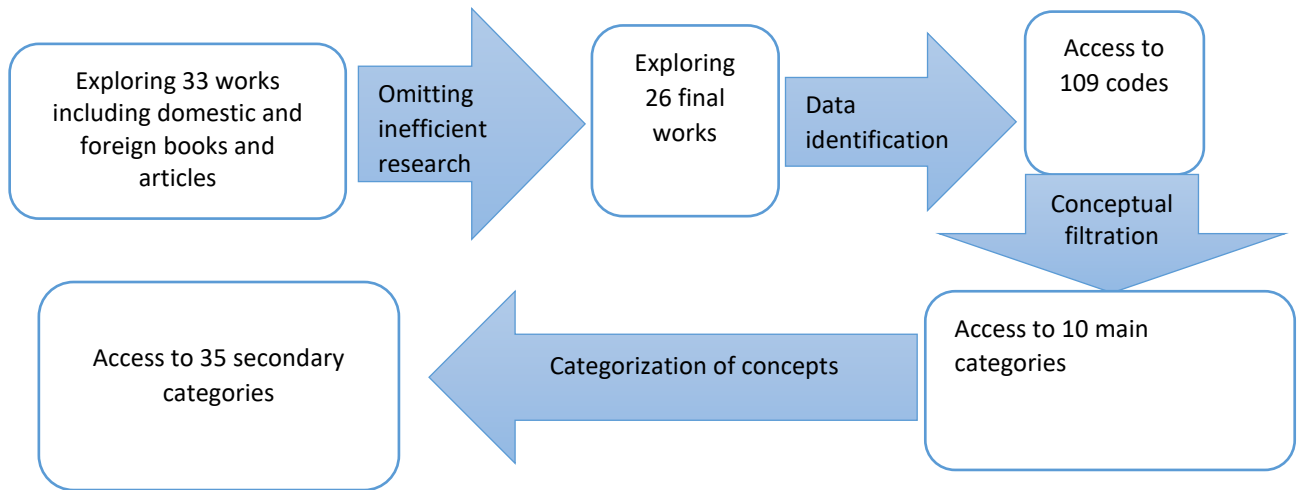 Exploring 33 works
including domestic and
foreign books and
articles
Omitting
inefficient
research
Exploring
26 final
works
Data
identification
Access to
109 codes
Conceptual
filtration
Access to 10 main
categories
Categorization of concepts
Access to 35 secondary
categories